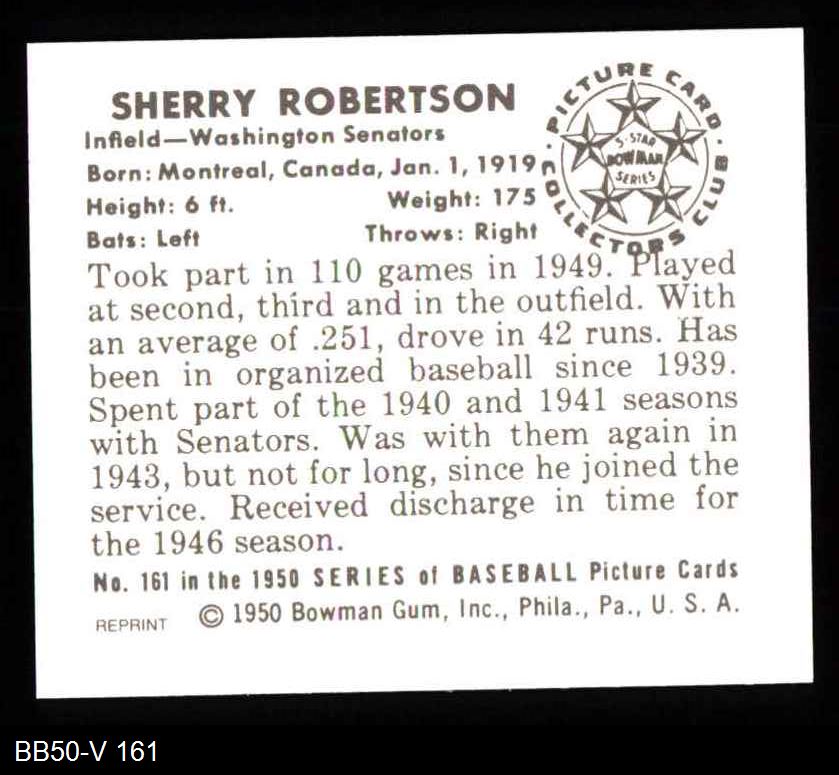 SHERRY ROBERTSON
Infield—Washington Senators
Born: Montreal, Canada, Jan. 1, 1919
Height: 6 ft. Weight: 175
Bats: Left Throws: Right
PICTURE CARD COLLECTORS CLUB
5-STAR
BOWMAN
SERIES
Took part in 110 games in 1949. Played
at second, third and in the outfield. With
an average of .251, drove in 42 runs. Has
been in organized baseball since 1939.
Spent part of the 1940 and 1941 seasons
with Senators. Was with them again in
1943, but not for long, since he joined the
service. Received discharge in time for
the 1946 season.
No. 161 in the 1950 SERIES of BASEBALL Picture Cards
REPRINT © 1950 Bowman Gum, Inc., Phila., Pa., U. S. A.
BB50-V 161